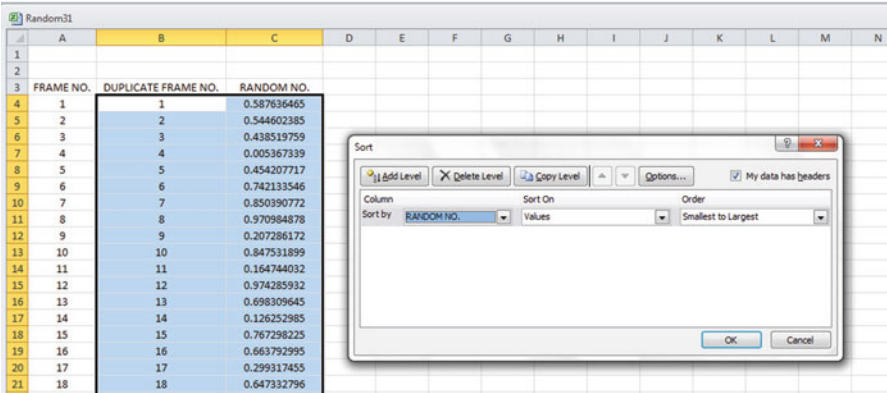 Random31
A B C D E F G H I J K L M N
1
2
3 FRAME NO. DUPLICATE FRAME NO. RANDOM NO.
4 1 1 0.587636465
5 2 2 0.544602385
6 3 3 0.438519759
7 4 4 0.005367339
8 5 5 0.454207717
9 6 6 0.742133546
10 7 7 0.850390772
11 8 8 0.970984878
12 9 9 0.207286172
13 10 10 0.847531899
14 11 11 0.164744032
15 12 12 0.974285932
16 13 13 0.698309645
17 14 14 0.126252985
18 15 15 0.767298225
19 16 16 0.663792995
20 17 17 0.299317455
21 18 18 0.647332796
Sort
Add Level Delete Level Copy Level Options... My data has headers
Column Sort On Order
Sort by RANDOM NO. Values Smallest to Largest
OK Cancel